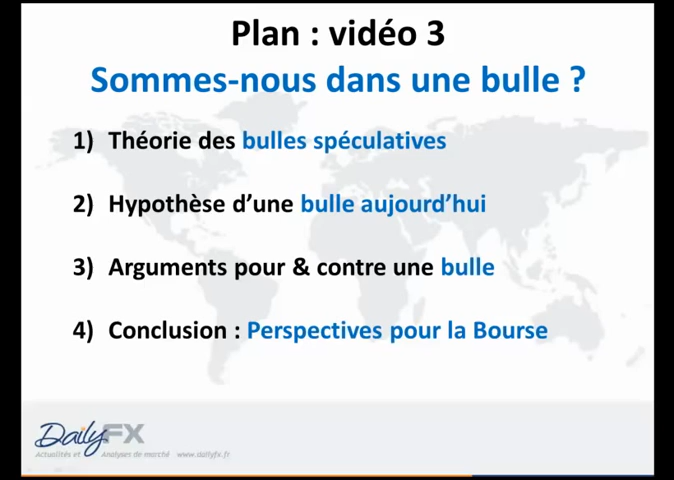 Plan : vidéo 3
Sommes-nous dans une bulle ?
1) Théorie des bulles spéculatives
2) Hypothèse d’une bulle aujourd’hui
3) Arguments pour & contre une bulle
4) Conclusion : Perspectives pour la Bourse
DailyFX
Actualités et Analyses de marché www.dailyfx.fr